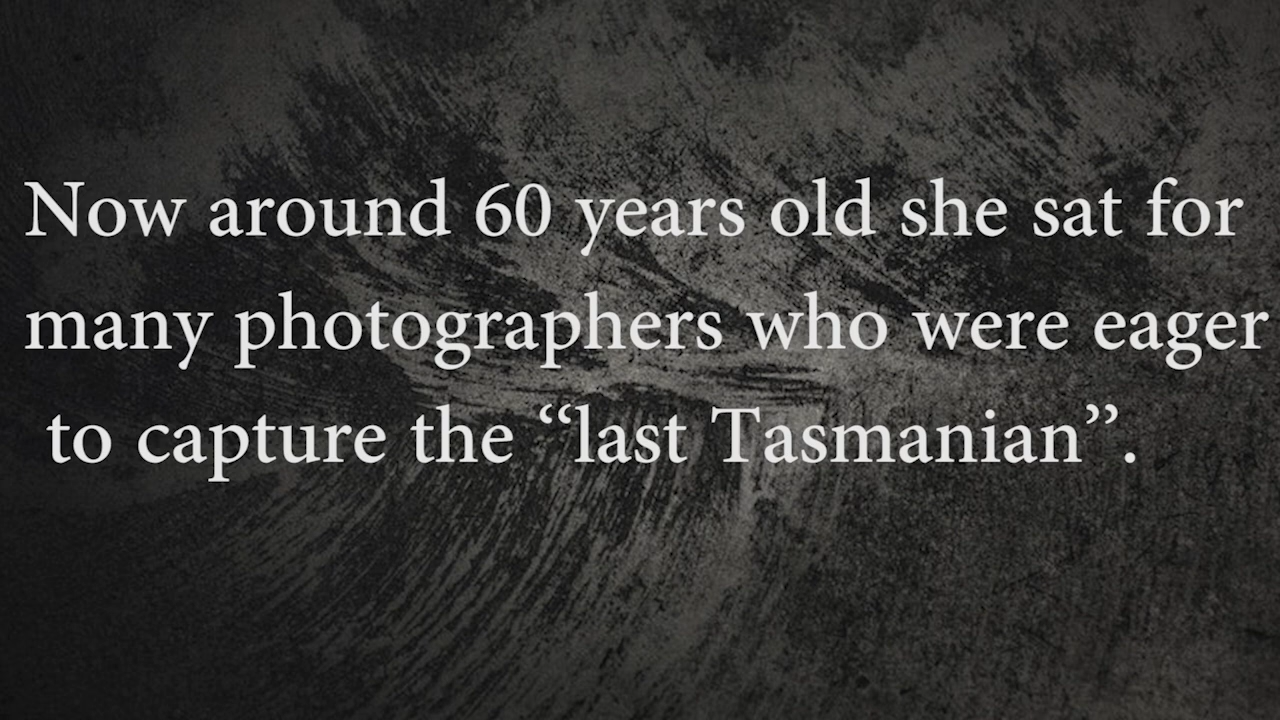 Now around 60 years old she sat for
many photographers who were eager
to capture the “last Tasmanian”.